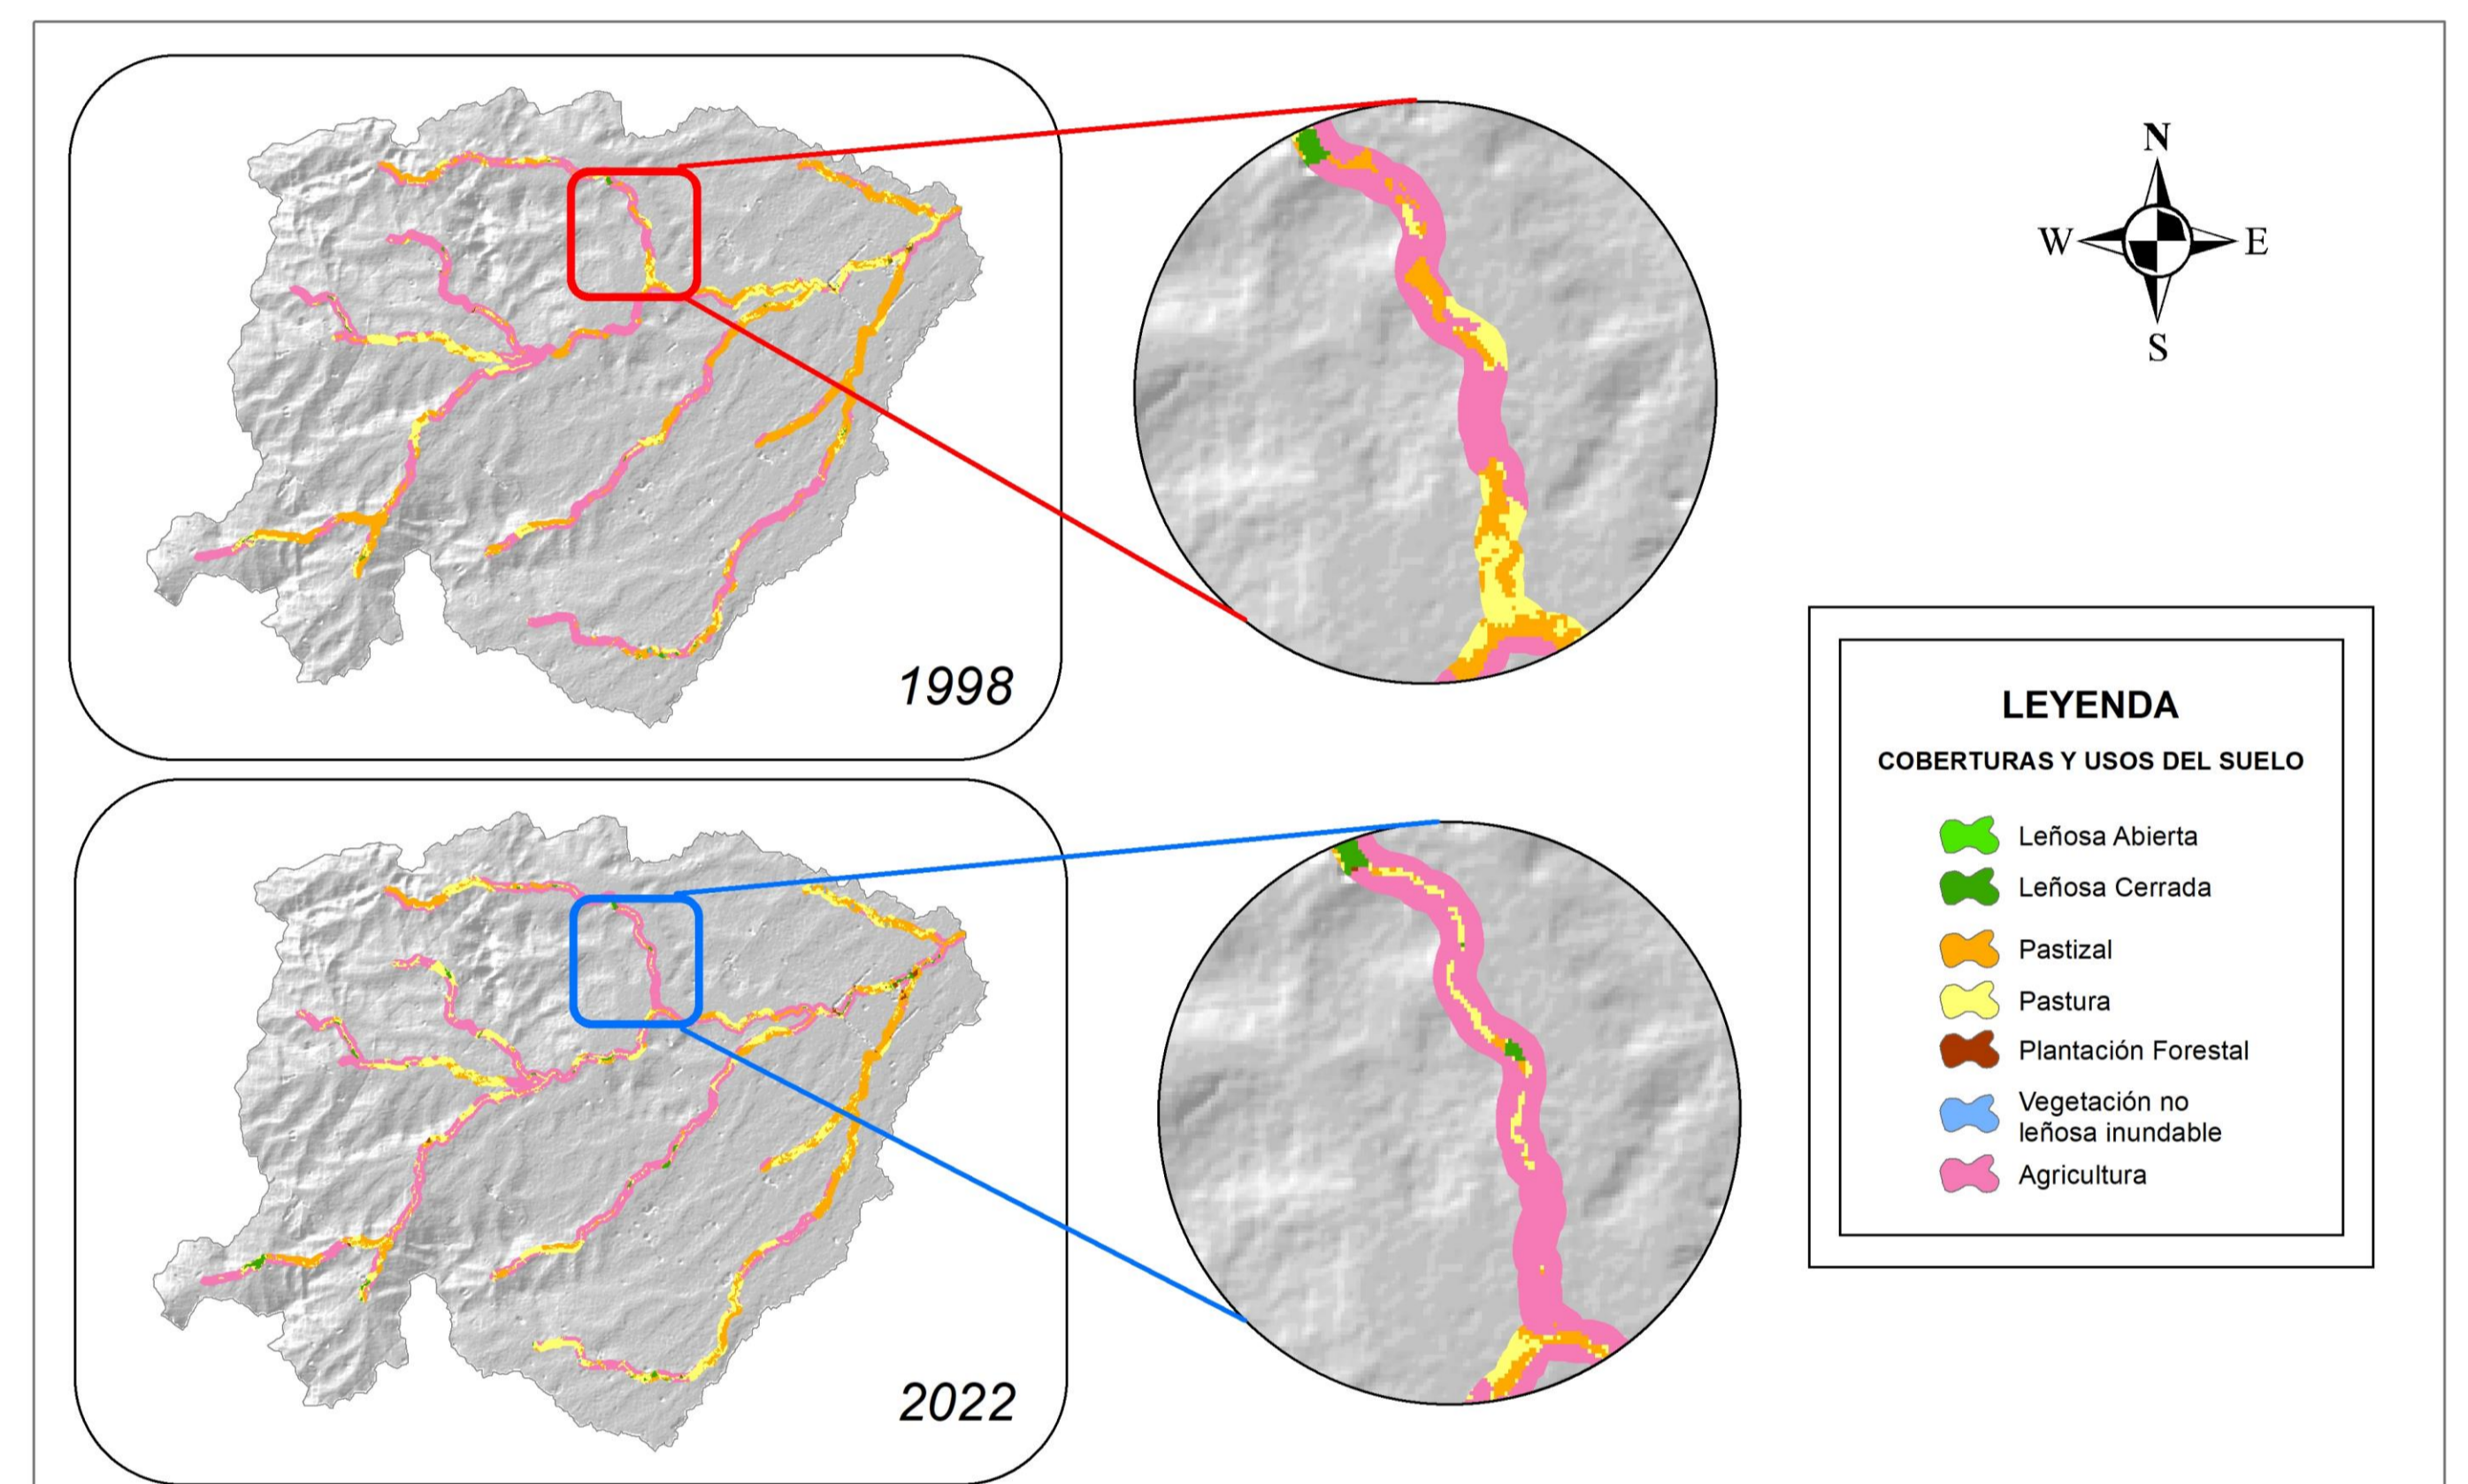 1998
N
W
E
S
LEYENDA
COBERTURAS Y USOS DEL SUELO
Leñosa Abierta
Leñosa Cerrada
Pastizal
Pastura
Plantación Forestal
Vegetación no
leñosa inundable
Agricultura
2022